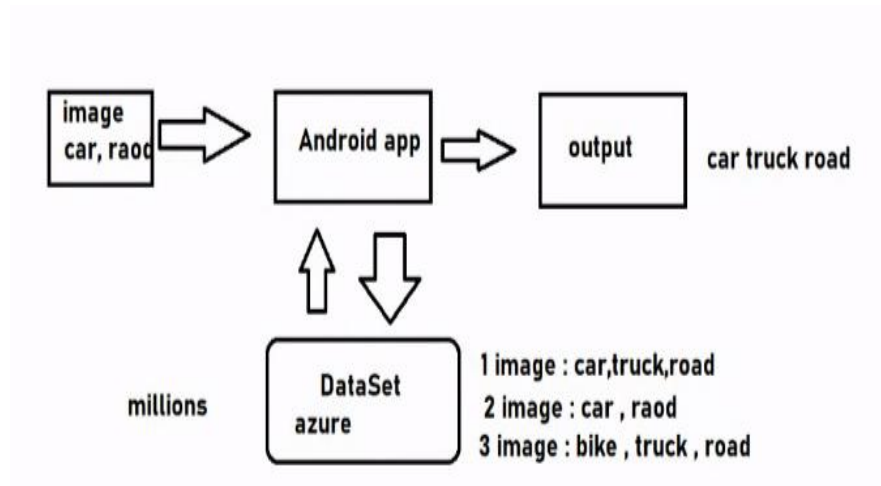 image
car, raod
Android app
output
car truck road
millions
DataSet
azure
1 image : car,truck,road
2 image : car , raod
3 image : bike , truck , road